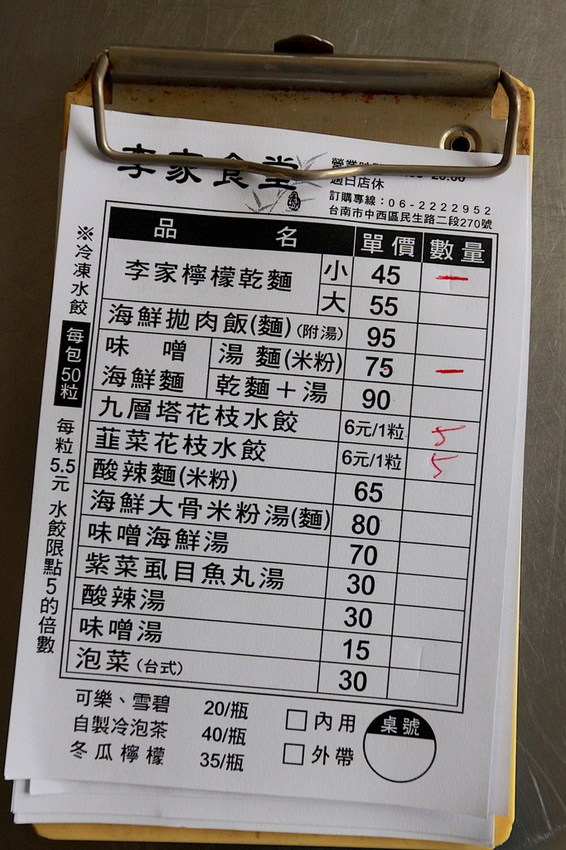 李家食堂
週日店休
訂購專線：06-2222952
台南市中西區民生路二段270號
品名 單價 數量
李家檸檬乾麵 小 45 一
大 55
海鮮拋肉飯(麵)(附湯) 95
味噌海鮮麵 湯麵(米粉) 75 一
乾麵＋湯 90
九層塔花枝水餃 6元/1粒 5
韮菜花枝水餃 6元/1粒 5
酸辣麵(米粉) 65
海鮮大骨米粉湯(麵) 80
味噌海鮮湯 70
紫菜虱目魚丸湯 30
酸辣湯 30
味噌湯 15
泡菜(台式) 30
※冷凍水餃 每包50粒 每粒5.5元 水餃限點5的倍數
可樂、雪碧 20/瓶
自製冷泡茶 40/瓶
冬瓜檸檬 35/瓶
內用
外帶
桌號